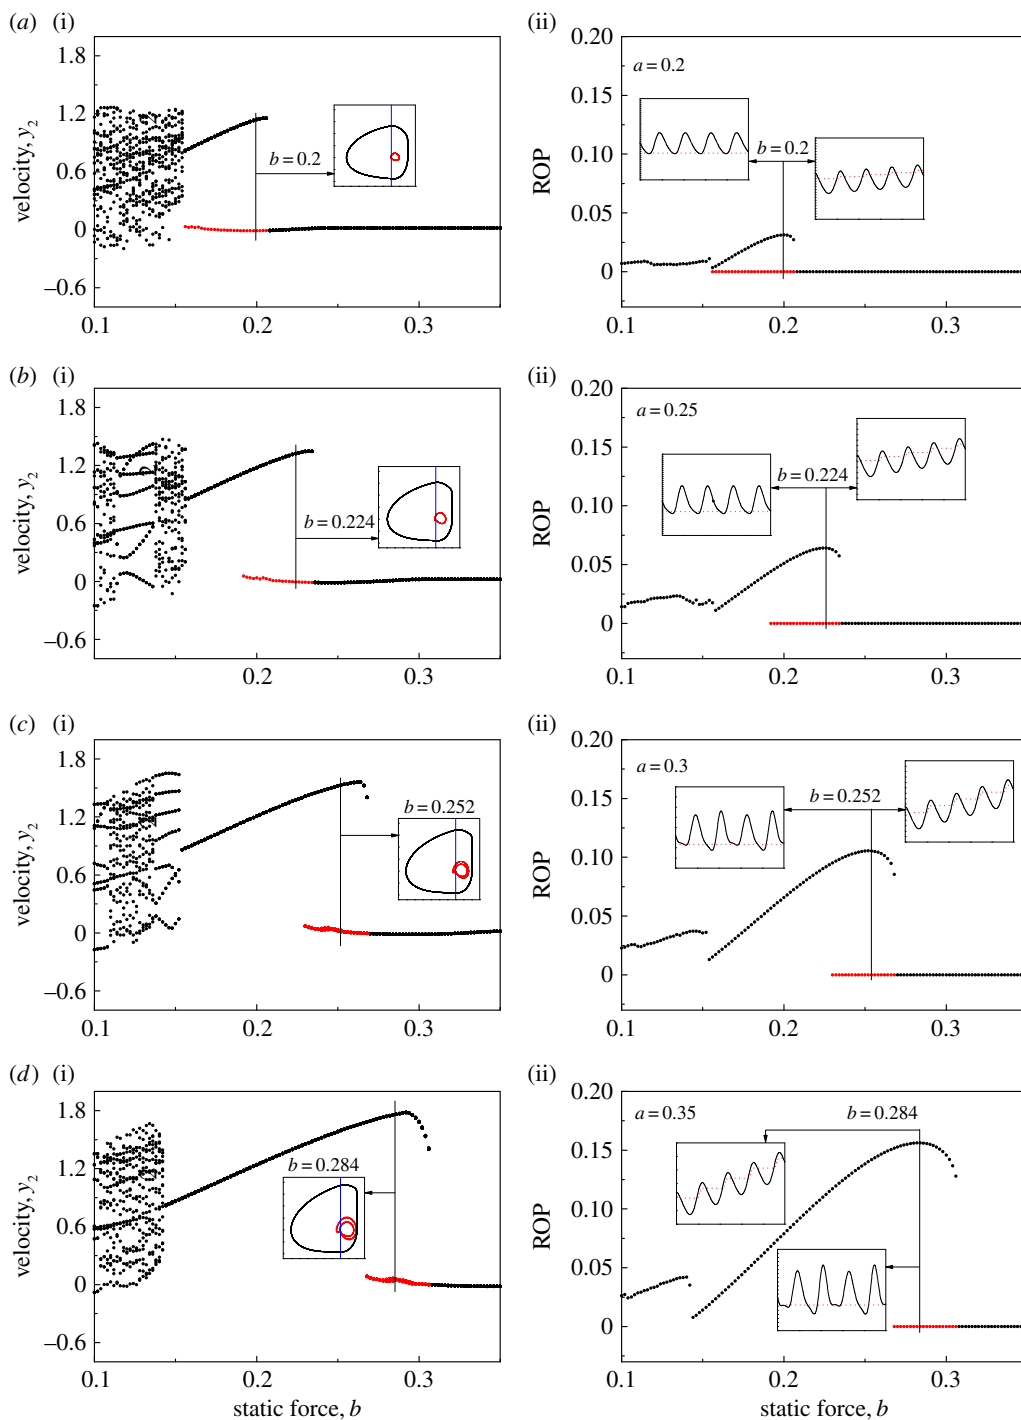 (a) (i)
1.8
1.2
0.6
0
–0.6
velocity, y2
b = 0.2
0.1 0.2 0.3
(ii)
0.20
0.15
0.10
0.05
0
ROP
a = 0.2
b = 0.2
0.1 0.2 0.3
(b) (i)
1.8
1.2
0.6
0
–0.6
velocity, y2
b = 0.224
0.2 0.3
(ii)
0.20
0.15
0.10
0.05
0
ROP
a = 0.25
b = 0.224
0.1 0.2 0.3
(c) (i)
1.8
1.2
0.6
0
–0.6
velocity, y2
b = 0.252
0.1 0.2 0.3
(ii)
0.20
0.15
0.10
0.05
0
ROP
a = 0.3
b = 0.252
0.1 0.2 0.3
(d) (i)
1.8
1.2
0.6
0
–0.6
velocity, y2
b = 0.284
0.1 0.2 0.3
static force, b
(ii)
0.20
0.15
0.10
0.05
0
ROP
a = 0.35
b = 0.284
0.1 0.2 0.3
static force, b